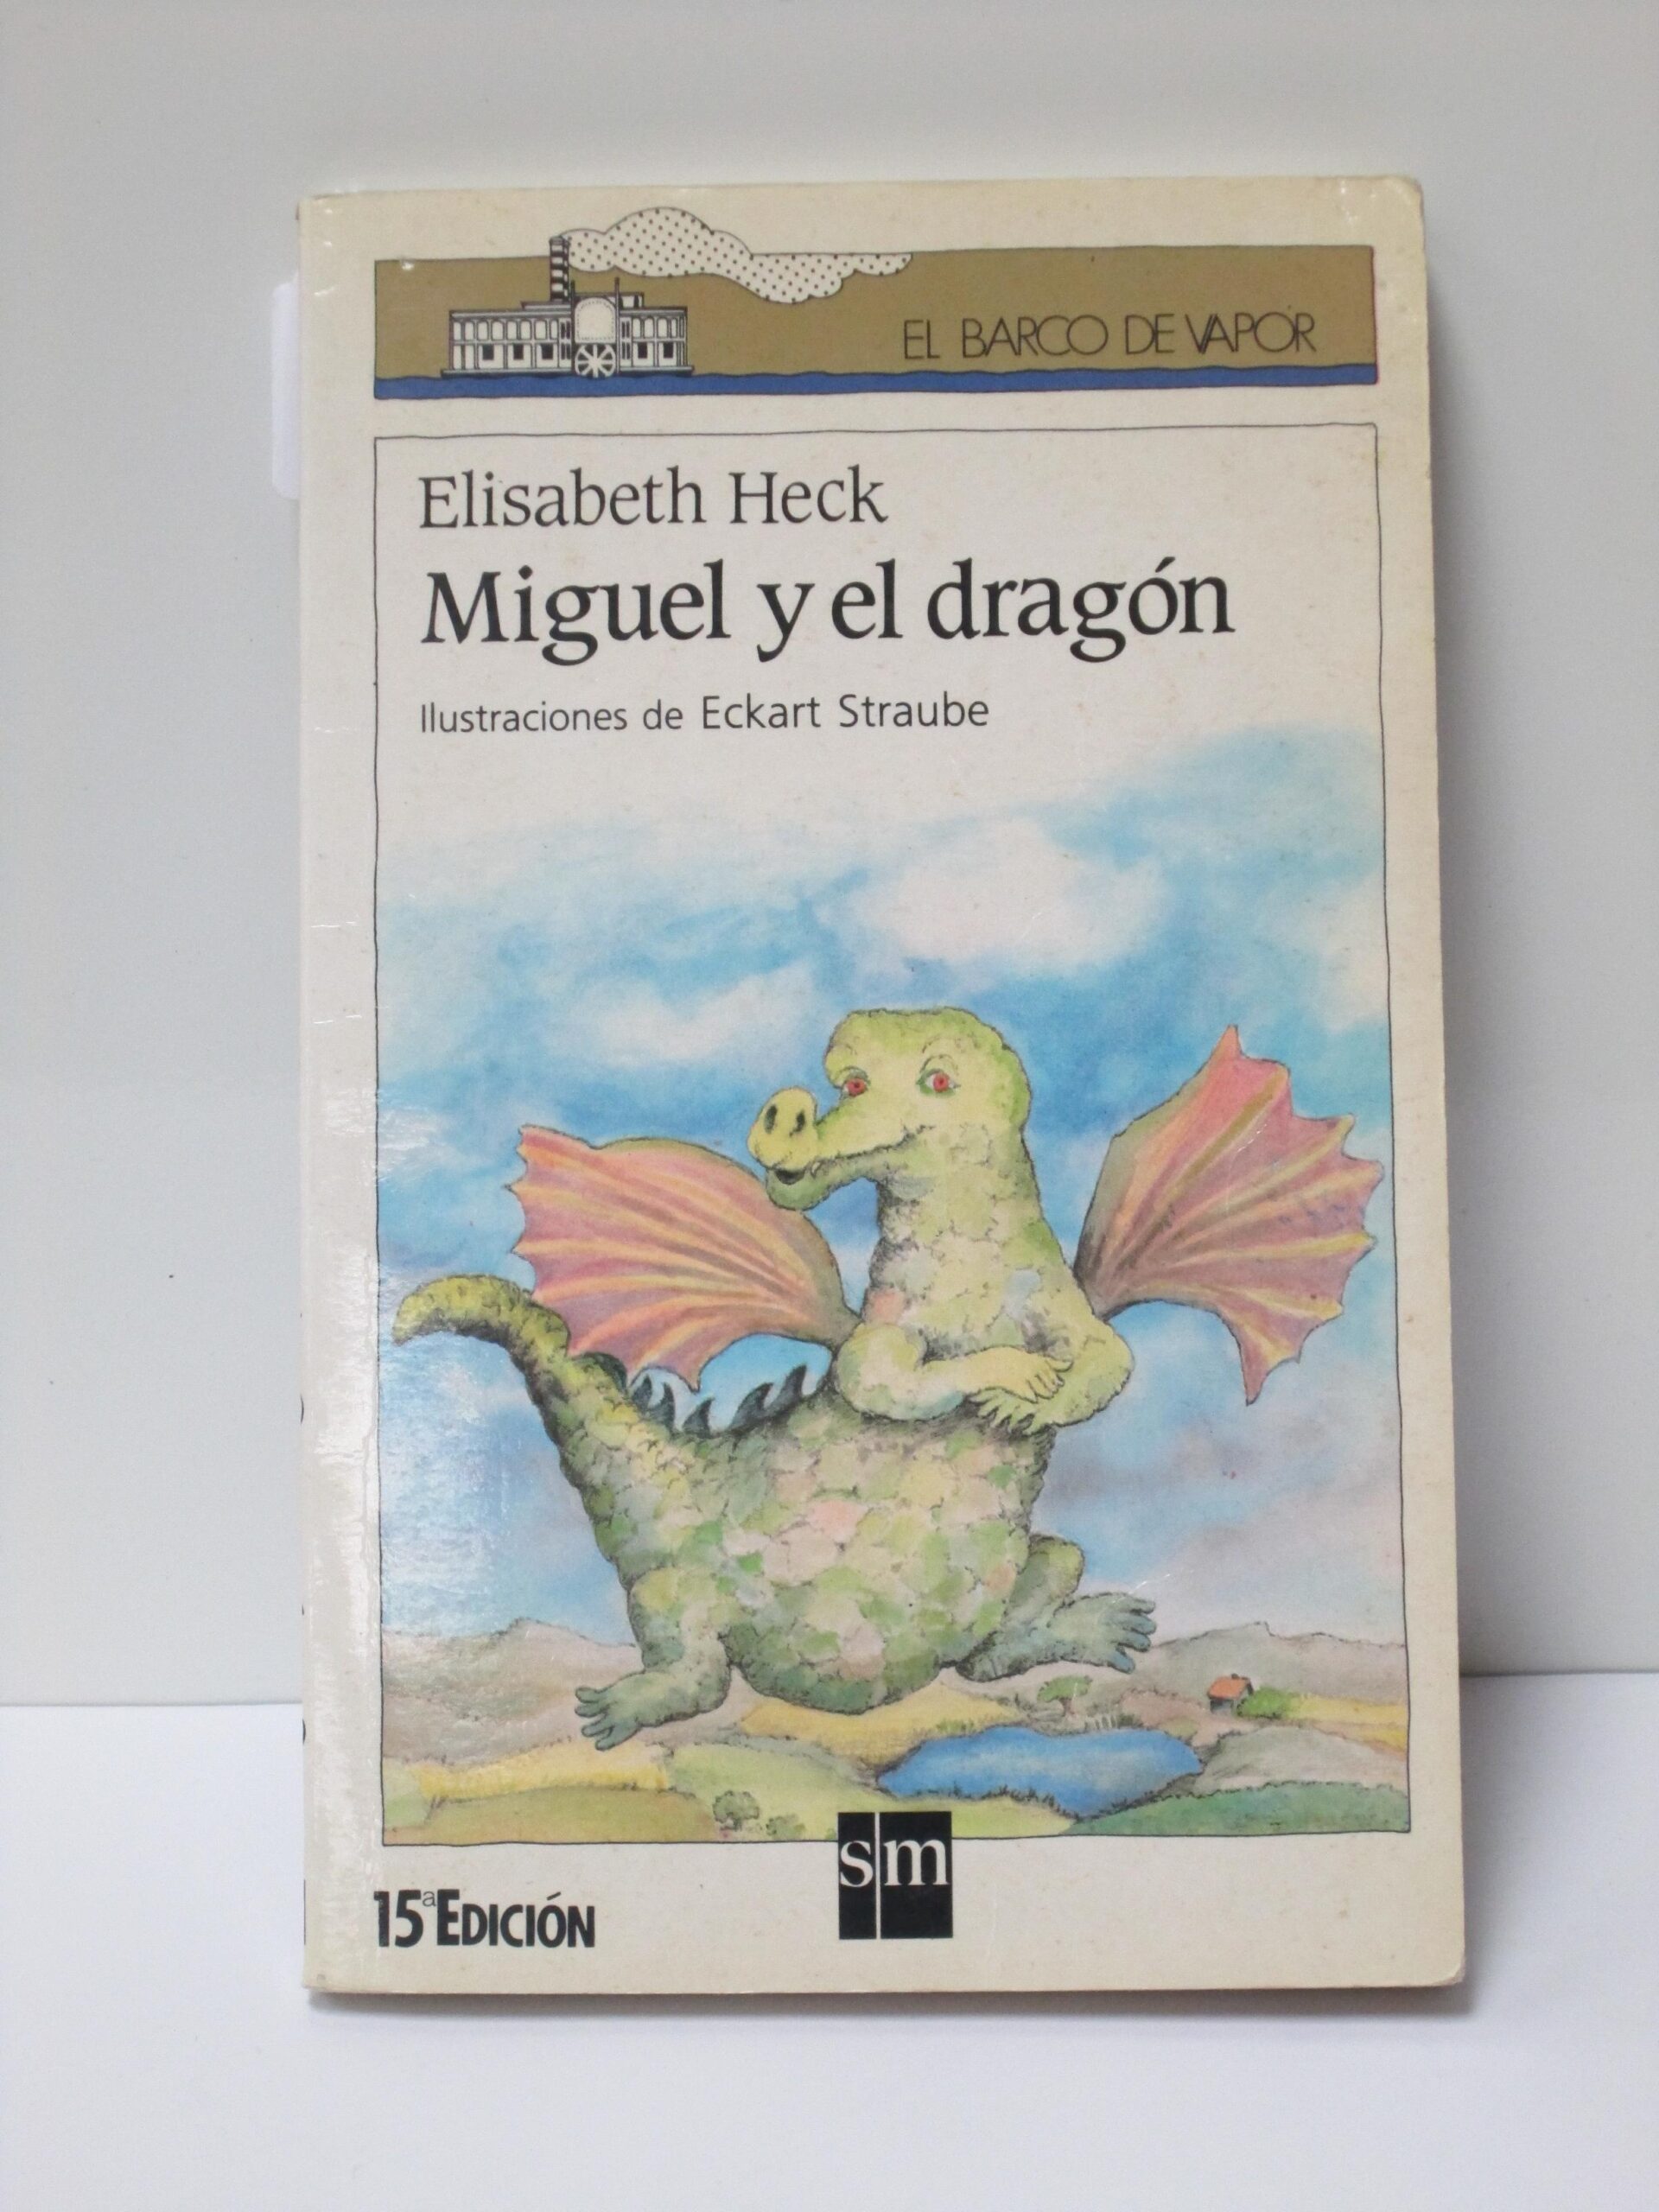 EL BARCO DE VAPOR
Elisabeth Heck
Miguel y el dragón
Ilustraciones de Eckart Straube
sm
15ª EDICIÓN